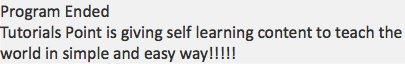 Program Ended
Tutorials Point is giving self learning content to teach the
world in simple and easy way!!!!!